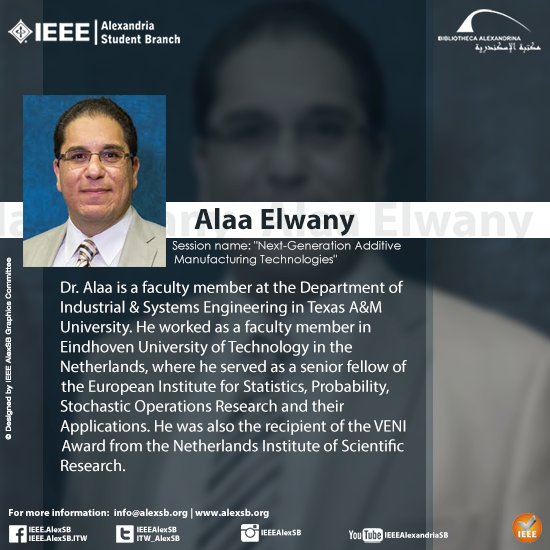 IEEE Alexandria
Student Branch
BIBLIOTHECA ALEXANDRINA
مكتبة الإسكندرية
Alaa Elwany
Alaa Elwany
Session name: "Next-Generation Additive
Manufacturing Technologies"
Dr. Alaa is a faculty member at the Department of
Industrial & Systems Engineering in Texas A&M
University. He worked as a faculty member in
Eindhoven University of Technology in the
Netherlands, where he served as a senior fellow of
the European Institute for Statistics, Probability,
Stochastic Operations Research and their
Applications. He was also the recipient of the VENI
Award from the Netherlands Institute of Scientific
Research.
© Designed by IEEE AlexSB Graphics Committee
For more information: info@alexsb.org | www.alexsb.org
IEEE.AlexSB
IEEE.AlexSB.ITW
IEEEAlexSB
ITW_AlexSB
IEEEAlexSB
YouTube IEEEAlexandriaSB
IEEE